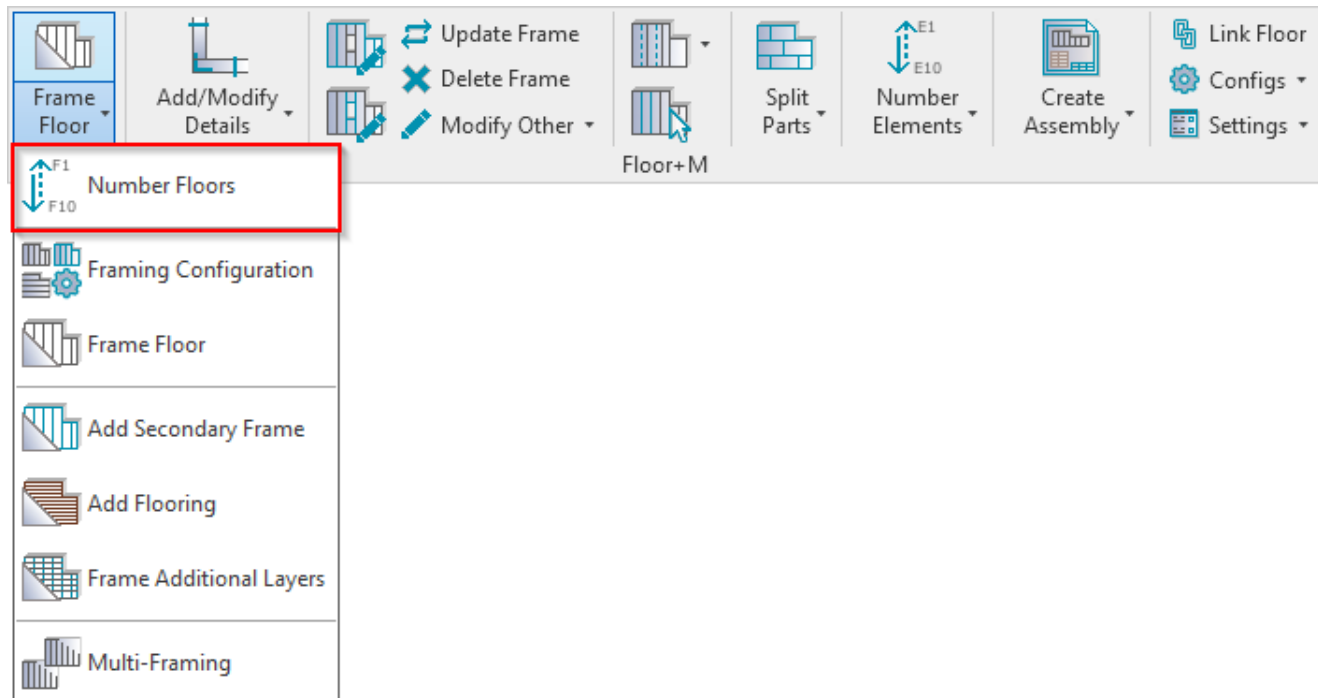 Frame
Floor
Add/Modify
Details
Update Frame
Delete Frame
Modify Other
Split
Parts
E1
E10
Number
Elements
Create
Assembly
Link Floor
Configs
Settings
Floor+M
F1
F10
Number Floors
Framing Configuration
Frame Floor
Add Secondary Frame
Add Flooring
Frame Additional Layers
Multi-Framing